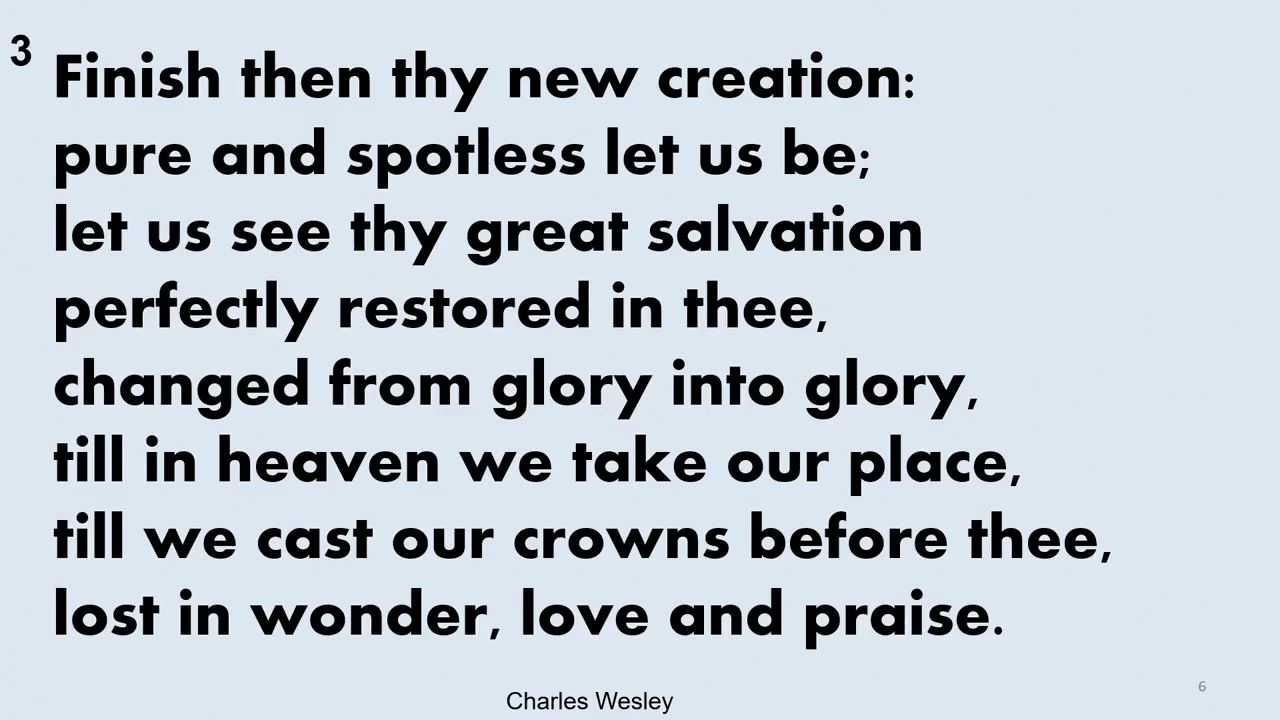 3
Finish then thy new creation:
pure and spotless let us be;
let us see thy great salvation
perfectly restored in thee,
changed from glory into glory,
till in heaven we take our place,
till we cast our crowns before thee,
lost in wonder, love and praise.
Charles Wesley
6